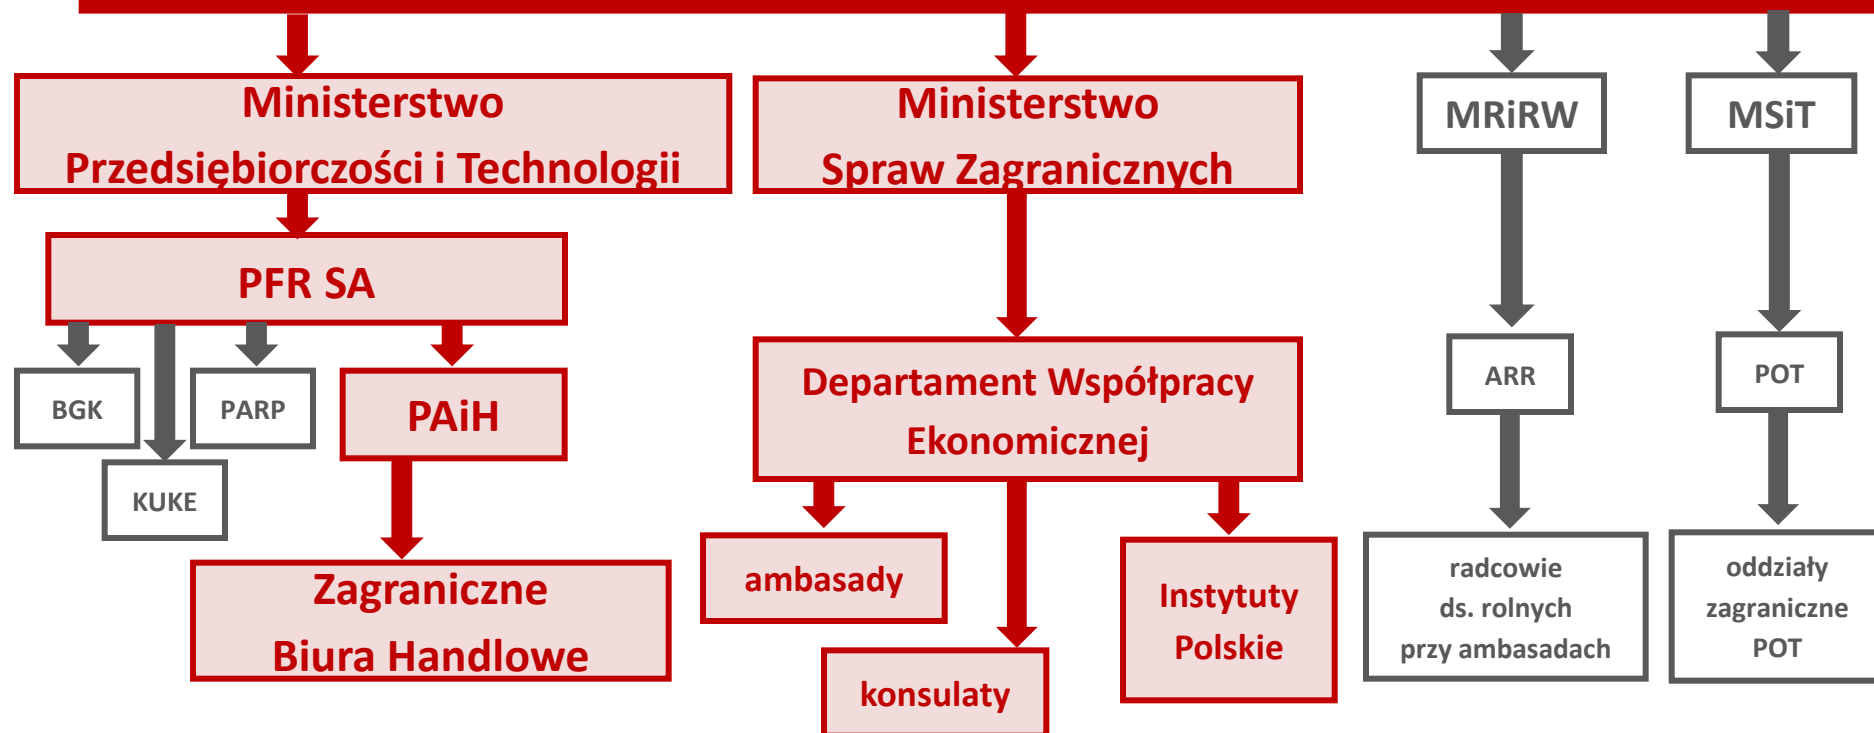 Ministerstwo
Przedsiębiorczości i Technologii
Ministerstwo
Spraw Zagranicznych
MRiRW
MSiT
PFR SA
BGK
KUKE
PARP
PAiH
Zagraniczne
Biura Handlowe
Departament Współpracy
Ekonomicznej
ambasady
konsulaty
Instytuty
Polskie
ARR
radcowie
ds. rolnych
przy ambasadach
POT
oddziały
zagraniczne
POT